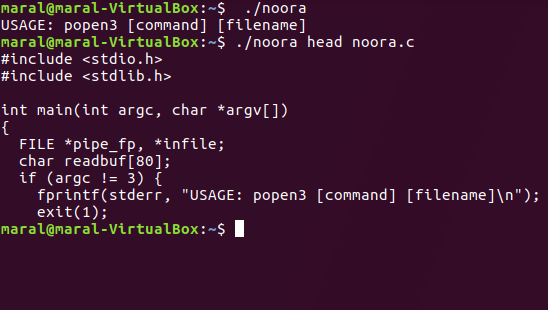 maral@maral-VirtualBox:~$  ./noora
USAGE: popen3 [command] [filename]
maral@maral-VirtualBox:~$ ./noora head noora.c
#include <stdio.h>
#include <stdlib.h>

int main(int argc, char *argv[])
{
  FILE *pipe_fp, *infile;
  char readbuf[80];
  if (argc != 3) {
    fprintf(stderr, "USAGE: popen3 [command] [filename]\n");
    exit(1);
maral@maral-VirtualBox:~$